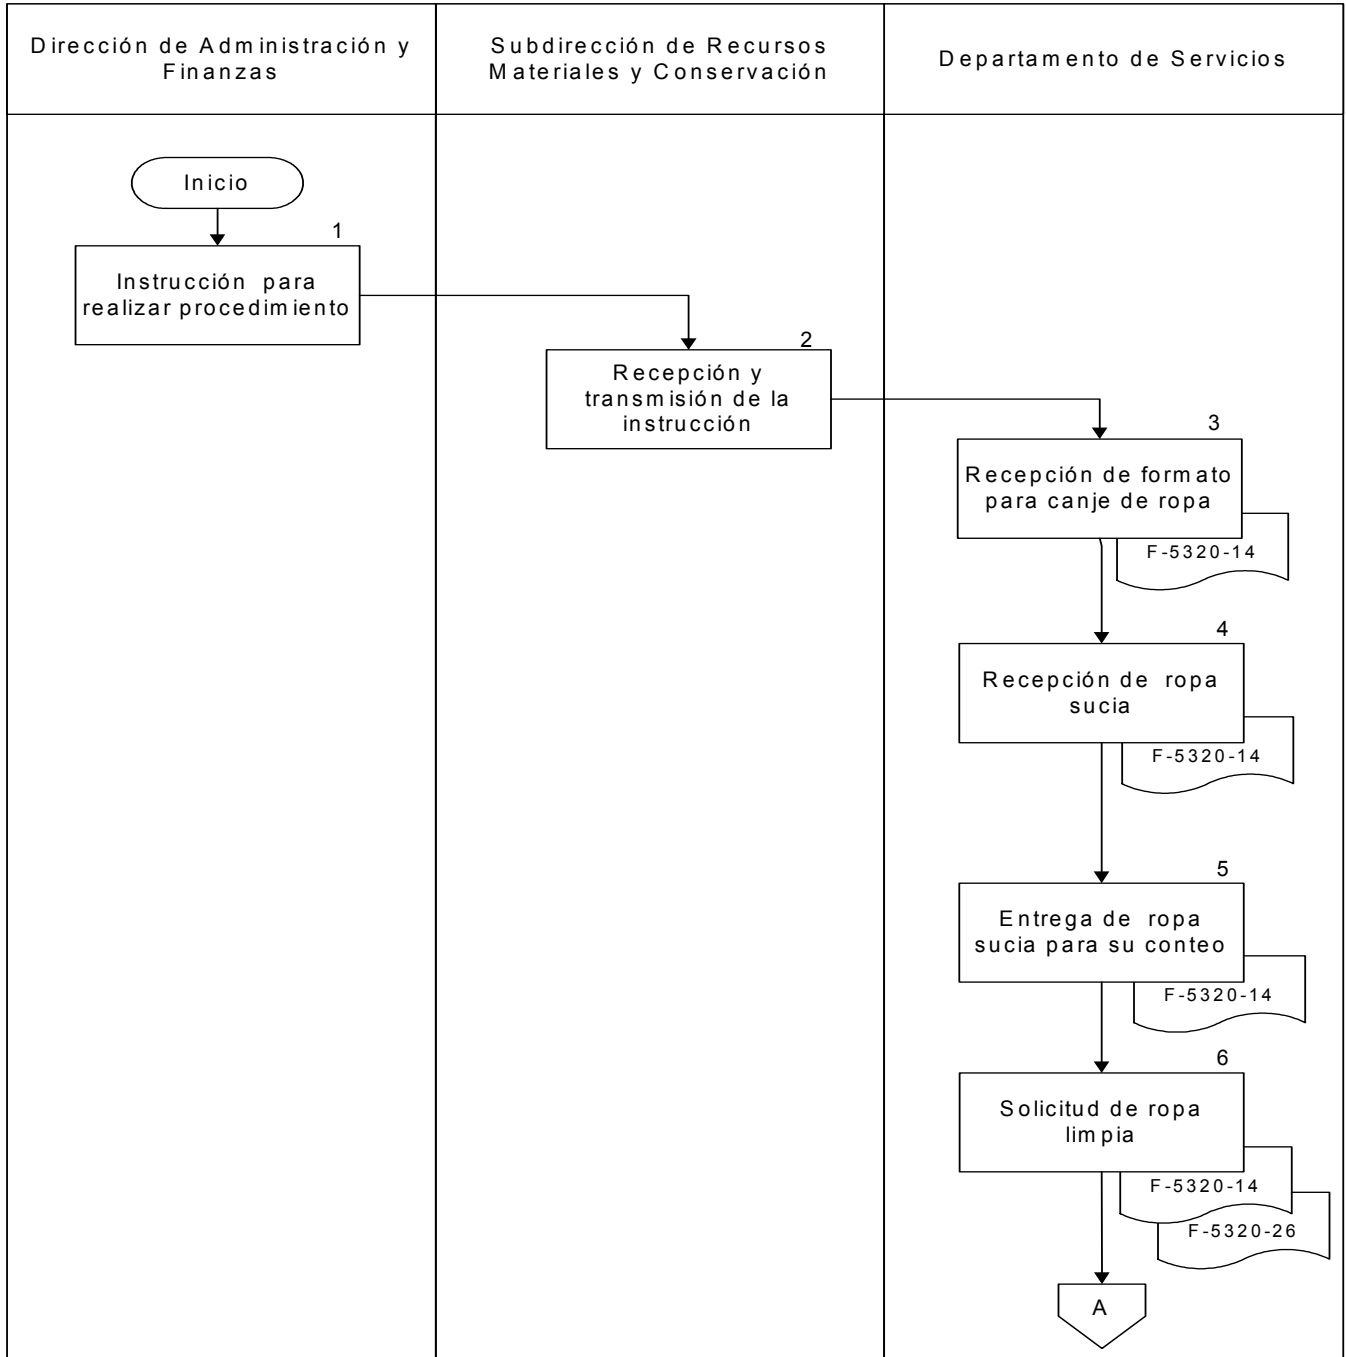 Dirección de Administración y
Finanzas
Subdirección de Recursos
Materiales y Conservación
Departamento de Servicios
Inicio
1
Instrucción para
realizar procedimiento
2
Recepción y
transmisión de la
instrucción
3
Recepción de formato
para canje de ropa
F-5320-14
4
Recepción de ropa
sucia
F-5320-14
5
Entrega de ropa
sucia para su conteo
F-5320-14
6
Solicitud de ropa
limpia
F-5320-14
F-5320-26
A